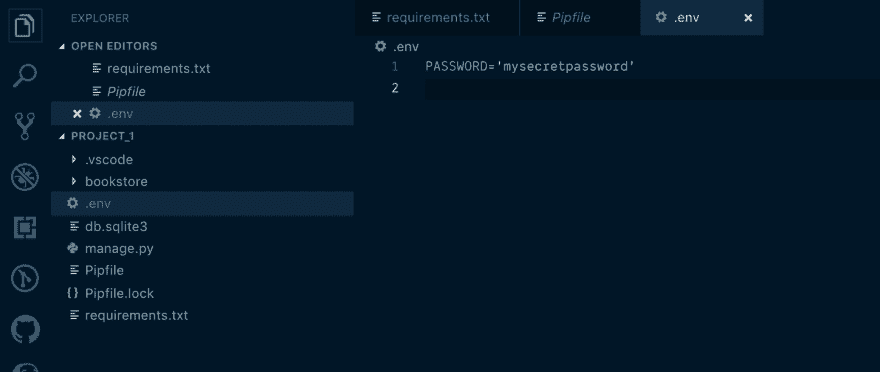 EXPLORER
OPEN EDITORS
requirements.txt
Pipfile
.env
PROJECT_1
.vscode
bookstore
.env
db.sqlite3
manage.py
Pipfile
Pipfile.lock
requirements.txt
requirements.txt Pipfile .env
.env
1 PASSWORD='mysecretpassword'
2